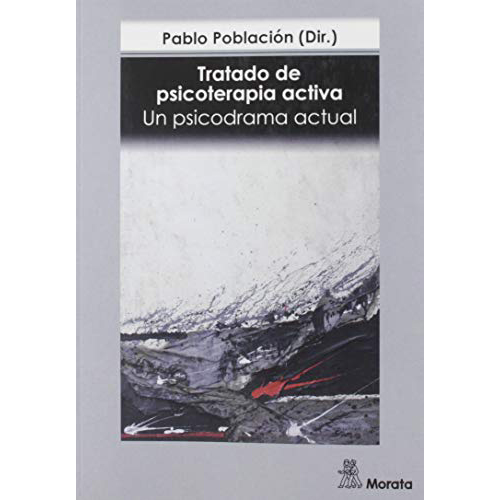 Pablo Población (Dir.)
Tratado de
psicoterapia activa
Un psicodrama actual
Morata